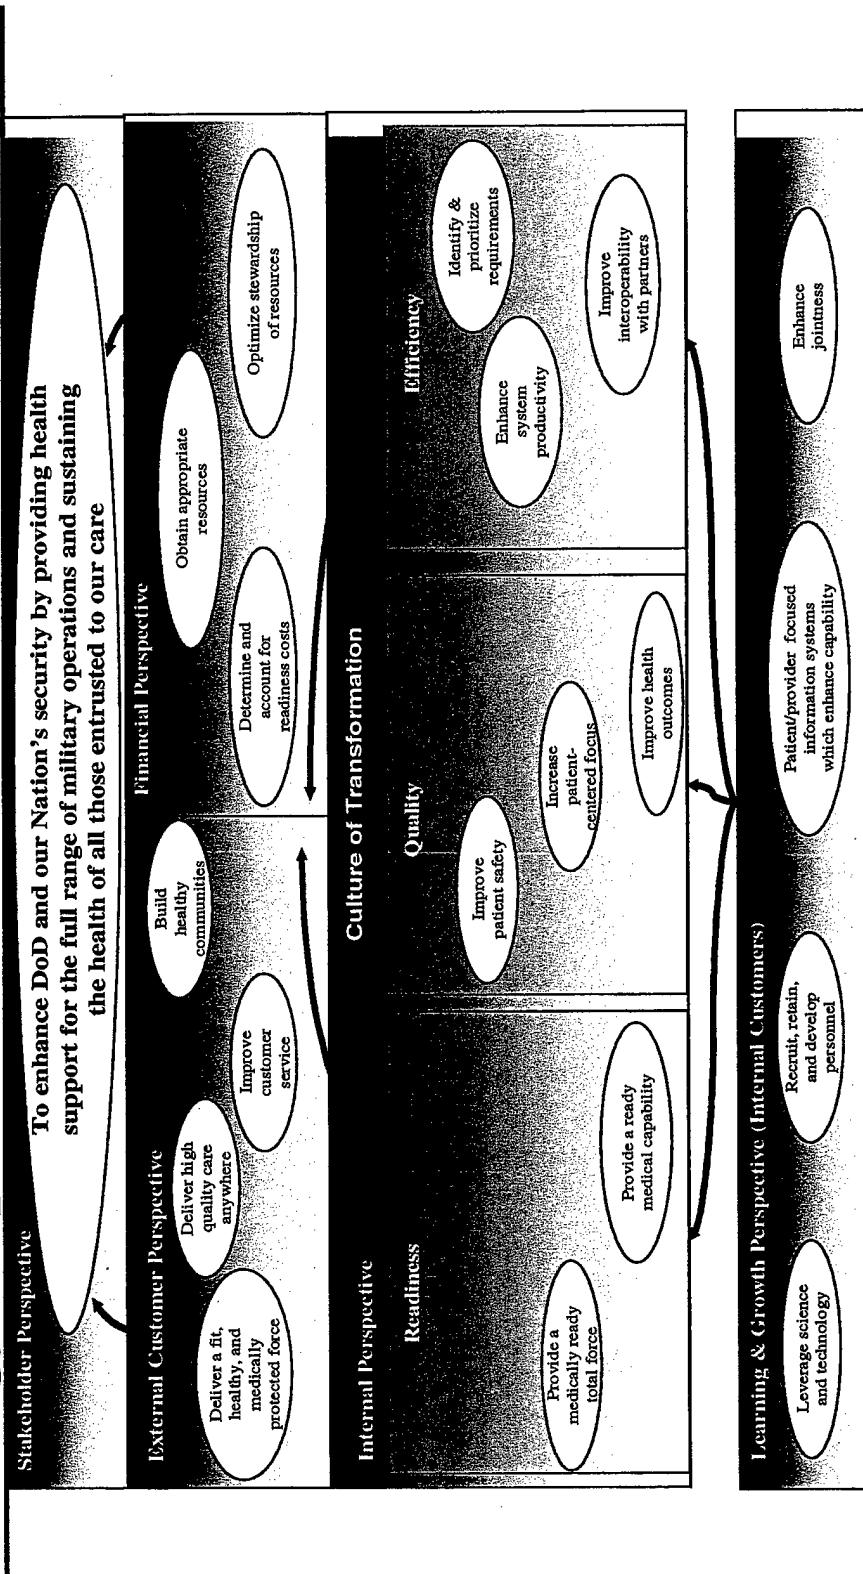 Stakeholder Perspective
To enhance DoD and our Nation's security by providing health
support for the full range of military operations and sustaining
the health of all those entrusted to our care
External Customer Perspective
Deliver a fit,
healthy, and
medically
protected force
Deliver high
quality care
anywhere
Improve
customer
service
Build
healthy
communities
Financial Perspective
Determine and
account for
readiness costs
Obtain appropriate
resources
Optimize stewardship
of resources
Internal Perspective
Culture of Transformation
Readiness
Provide a
medically ready
total force
Provide a ready
medical capability
Quality
Improve
patient safety
Increase
patient-
centered focus
Improve health
outcomes
Efficiency
Enhance
system
productivity
Identify &
prioritize
requirements
Improve
interoperability
with partners
Learning & Growth Perspective (Internal Customers)
Leverage science
and technology
Recruit, retain,
and develop
personnel
Patient/provider focused
information systems
which enhance capability
Enhance
jointness